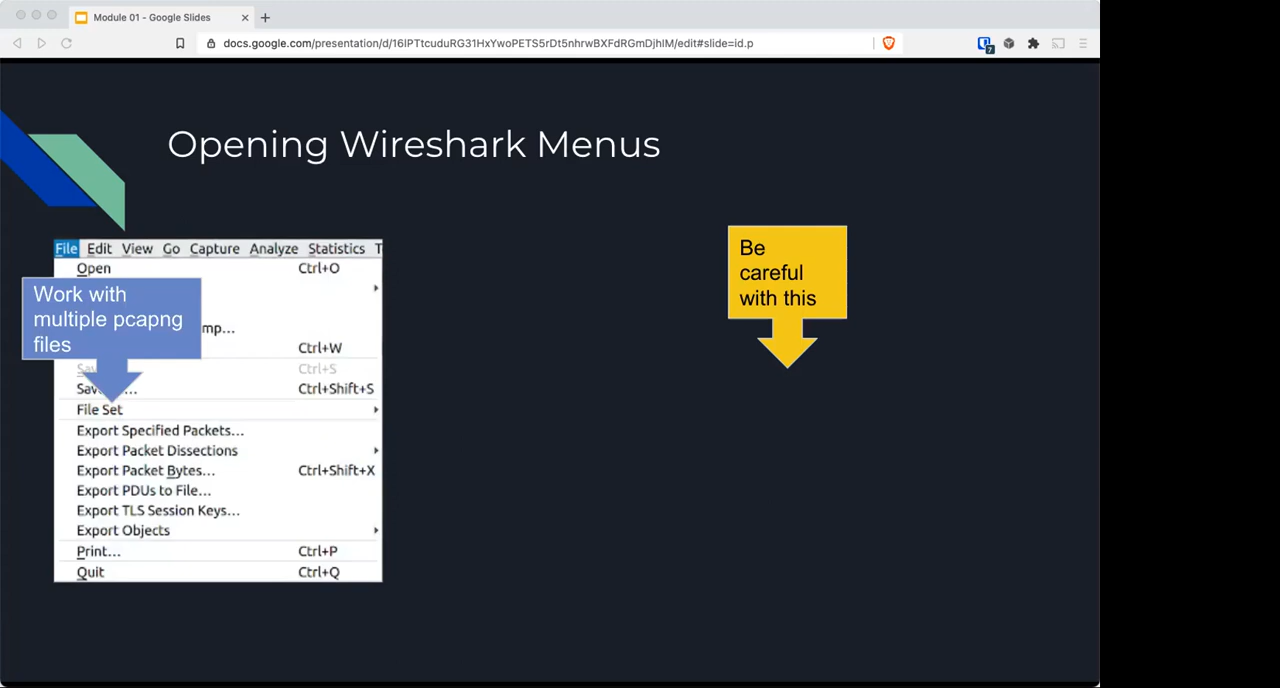 Module 01 - Google Slides
docs.google.com/presentation/d/16IPTtcuduRG31HxYwoPETS5rDt5nhrwBXFdRGmDjhIM/edit#slide=id.p
7
Opening Wireshark Menus
File Edit View Go Capture Analyze Statistics T
Open Ctrl+O
Work with
multiple pcapng
files
mp...
Ctrl+W
Ctrl+S
Ctrl+Shift+S
File Set
Export Specified Packets...
Export Packet Dissections
Export Packet Bytes... Ctrl+Shift+X
Export PDUs to File...
Export TLS Session Keys...
Export Objects
Print... Ctrl+P
Quit Ctrl+Q
Be
careful
with this